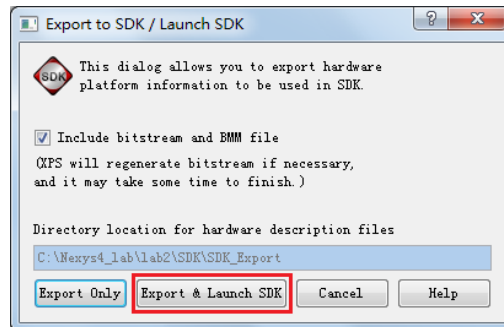 Export to SDK / Launch SDK
?
SDK
This dialog allows you to export hardware
platform information to be used in SDK.
Include bitstream and BMM file
(XPS will regenerate bitstream if necessary,
and it may take some time to finish.)
Directory location for hardware description files
C:\Nexys4_lab\lab2\SDK\SDK_Export
Export Only Export & Launch SDK Cancel Help